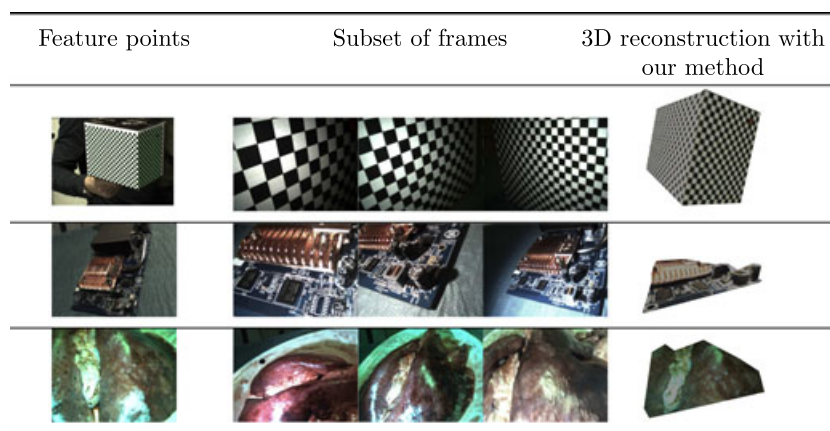 Feature points
Subset of frames
3D reconstruction with
our method